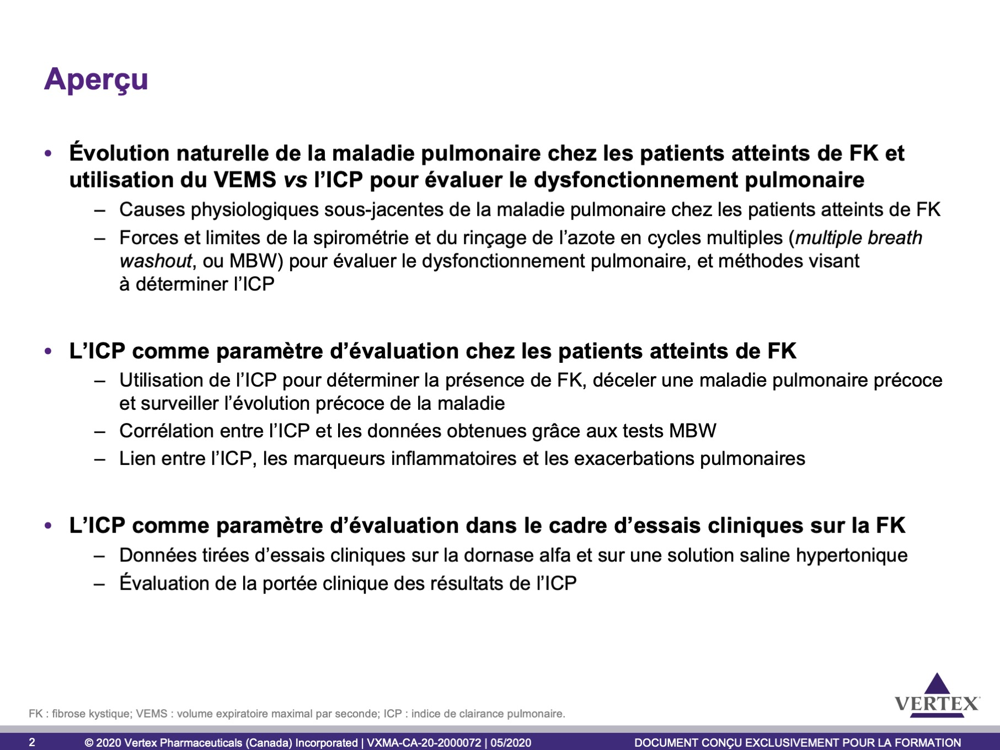 Aperçu
• Évolution naturelle de la maladie pulmonaire chez les patients atteints de FK et
utilisation du VEMS vs l’ICP pour évaluer le dysfonctionnement pulmonaire
– Causes physiologiques sous-jacentes de la maladie pulmonaire chez les patients atteints de FK
– Forces et limites de la spirométrie et du rinçage de l’azote en cycles multiples (multiple breath
washout, ou MBW) pour évaluer le dysfonctionnement pulmonaire, et méthodes visant
à déterminer l’ICP
• L’ICP comme paramètre d’évaluation chez les patients atteints de FK
– Utilisation de l’ICP pour déterminer la présence de FK, déceler une maladie pulmonaire précoce
et surveiller l’évolution précoce de la maladie
– Corrélation entre l’ICP et les données obtenues grâce aux tests MBW
– Lien entre l’ICP, les marqueurs inflammatoires et les exacerbations pulmonaires
• L’ICP comme paramètre d’évaluation dans le cadre d’essais cliniques sur la FK
– Données tirées d’essais cliniques sur la dornase alfa et sur une solution saline hypertonique
– Évaluation de la portée clinique des résultats de l’ICP
VERTEX
FK : fibrose kystique; VEMS : volume expiratoire maximal par seconde; ICP : indice de clairance pulmonaire.
2 © 2020 Vertex Pharmaceuticals (Canada) Incorporated | VXMA-CA-20-2000072 | 05/2020 DOCUMENT CONÇU EXCLUSIVEMENT POUR LA FORMATION